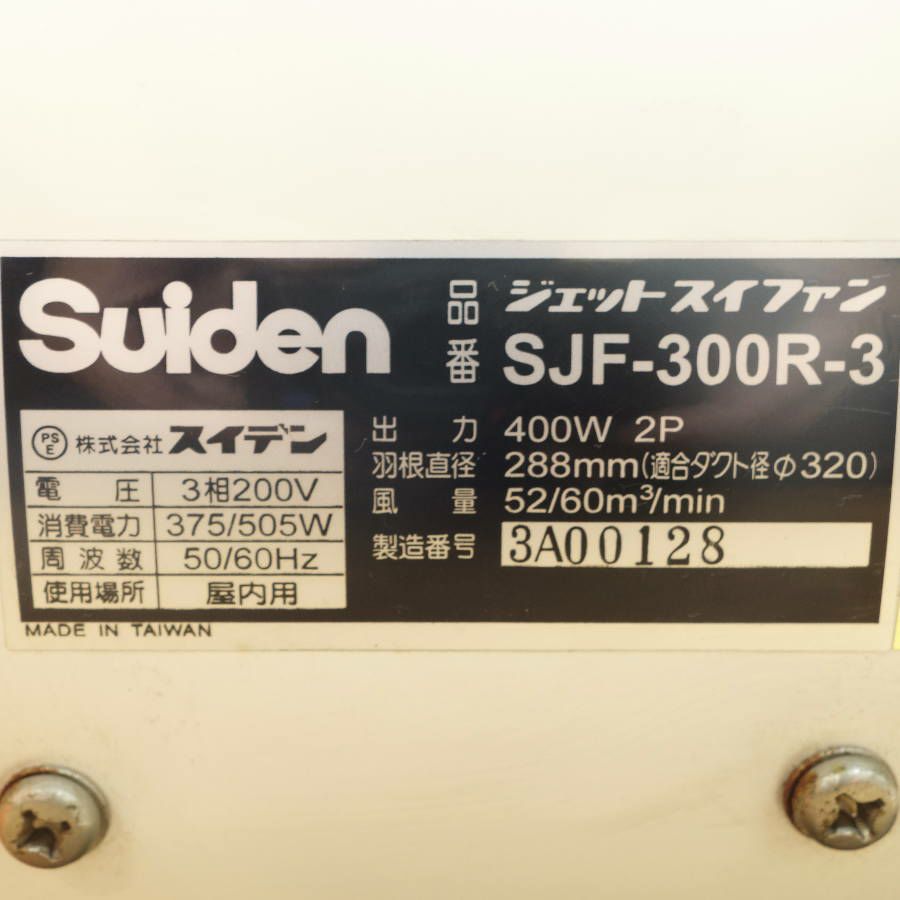 Suiden
品番 ジェットスイファン
SJF-300R-3
PSE 株式会社 スイデン
電圧 3相200V
消費電力 375/505W
周波数 50/60Hz
使用場所 屋内用
出力 400W 2P
羽根直径 288mm(適合ダクト径φ320)
風量 52/60m³/min
製造番号 3A00128
MADE IN TAIWAN